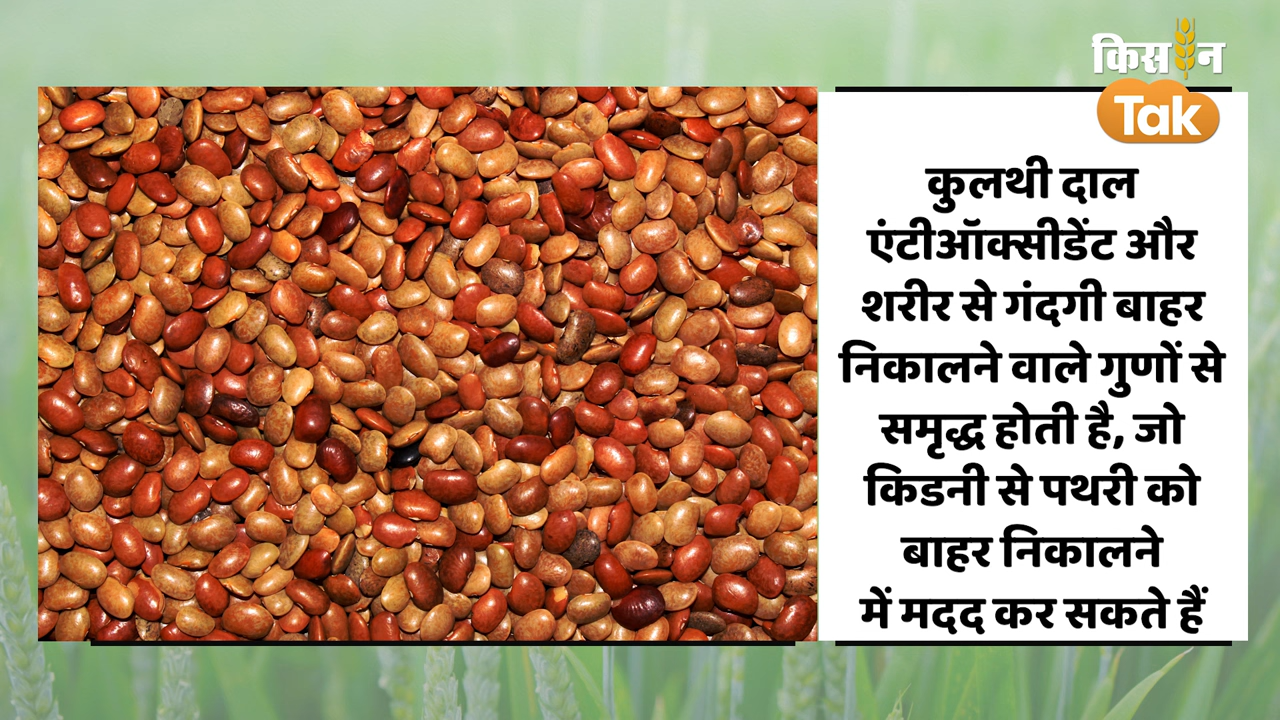 किसान
Tak
कुलथी दाल
एंटीऑक्सीडेंट और
शरीर से गंदगी बाहर
निकालने वाले गुणों से
समृद्ध होती है, जो
किडनी से पथरी को
बाहर निकालने
में मदद कर सकते हैं